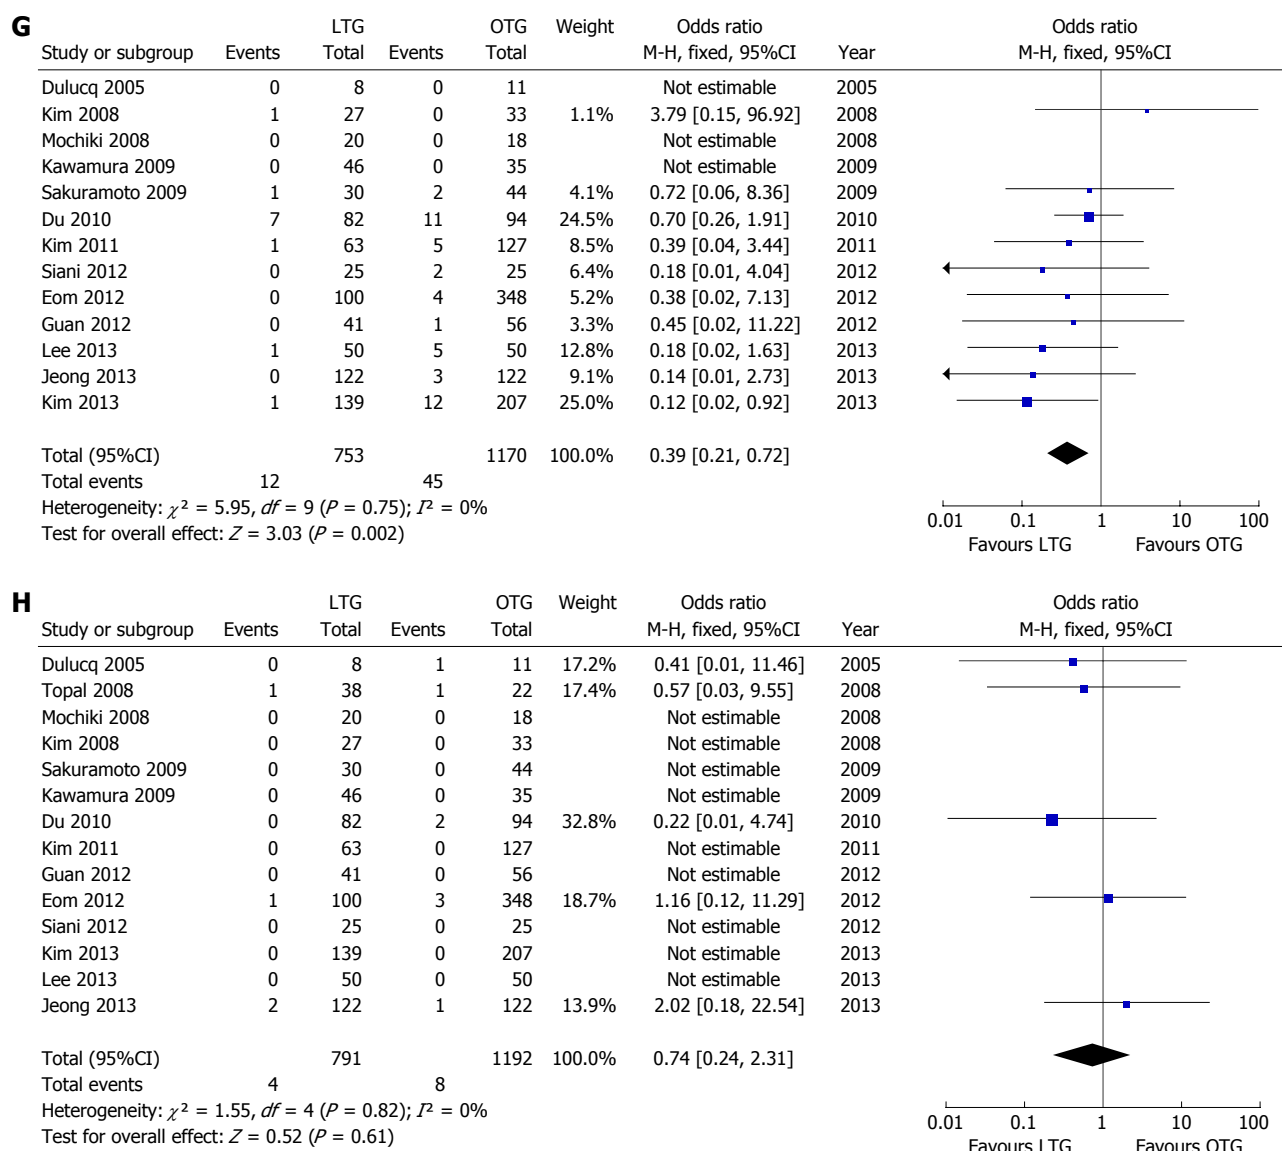 G LTG OTG Weight Odds ratio Odds ratio
Study or subgroup Events Total Events Total M-H, fixed, 95%CI Year M-H, fixed, 95%CI
Dulucq 2005 0 8 0 11 Not estimable 2005
Kim 2008 1 27 0 33 1.1% 3.79 [0.15, 96.92] 2008
Mochiki 2008 0 20 0 18 Not estimable 2008
Kawamura 2009 0 46 0 35 Not estimable 2009
Sakuramoto 2009 1 30 2 44 4.1% 0.72 [0.06, 8.36] 2009
Du 2010 7 82 11 94 24.5% 0.70 [0.26, 1.91] 2010
Kim 2011 1 63 5 127 8.5% 0.39 [0.04, 3.44] 2011
Siani 2012 0 25 2 25 6.4% 0.18 [0.01, 4.04] 2012
Eom 2012 0 100 4 348 5.2% 0.38 [0.02, 7.13] 2012
Guan 2012 0 41 1 56 3.3% 0.45 [0.02, 11.22] 2012
Lee 2013 1 50 5 50 12.8% 0.18 [0.02, 1.63] 2013
Jeong 2013 0 122 3 122 9.1% 0.14 [0.01, 2.73] 2013
Kim 2013 1 139 12 207 25.0% 0.12 [0.02, 0.92] 2013
Total (95%CI) 753 1170 100.0% 0.39 [0.21, 0.72]
Total events 12 45
Heterogeneity: χ² = 5.95, df = 9 (P = 0.75); I² = 0%
Test for overall effect: Z = 3.03 (P = 0.002)
0.01 0.1 1 10 100
Favours LTG Favours OTG
H LTG OTG Weight Odds ratio Odds ratio
Study or subgroup Events Total Events Total M-H, fixed, 95%CI Year M-H, fixed, 95%CI
Dulucq 2005 0 8 1 11 17.2% 0.41 [0.01, 11.46] 2005
Topal 2008 1 38 1 22 17.4% 0.57 [0.03, 9.55] 2008
Mochiki 2008 0 20 0 18 Not estimable 2008
Kim 2008 0 27 0 33 Not estimable 2008
Sakuramoto 2009 0 30 0 44 Not estimable 2009
Kawamura 2009 0 46 0 35 Not estimable 2009
Du 2010 0 82 2 94 32.8% 0.22 [0.01, 4.74] 2010
Kim 2011 0 63 0 127 Not estimable 2011
Guan 2012 0 41 0 56 Not estimable 2012
Eom 2012 1 100 3 348 18.7% 1.16 [0.12, 11.29] 2012
Siani 2012 0 25 0 25 Not estimable 2012
Kim 2013 0 139 0 207 Not estimable 2013
Lee 2013 0 50 0 50 Not estimable 2013
Jeong 2013 2 122 1 122 13.9% 2.02 [0.18, 22.54] 2013
Total (95%CI) 791 1192 100.0% 0.74 [0.24, 2.31]
Total events 4 8
Heterogeneity: χ² = 1.55, df = 4 (P = 0.82); I² = 0%
Test for overall effect: Z = 0.52 (P = 0.61)
0.01 0.1 1 10 100
Favours LTG Favours OTG